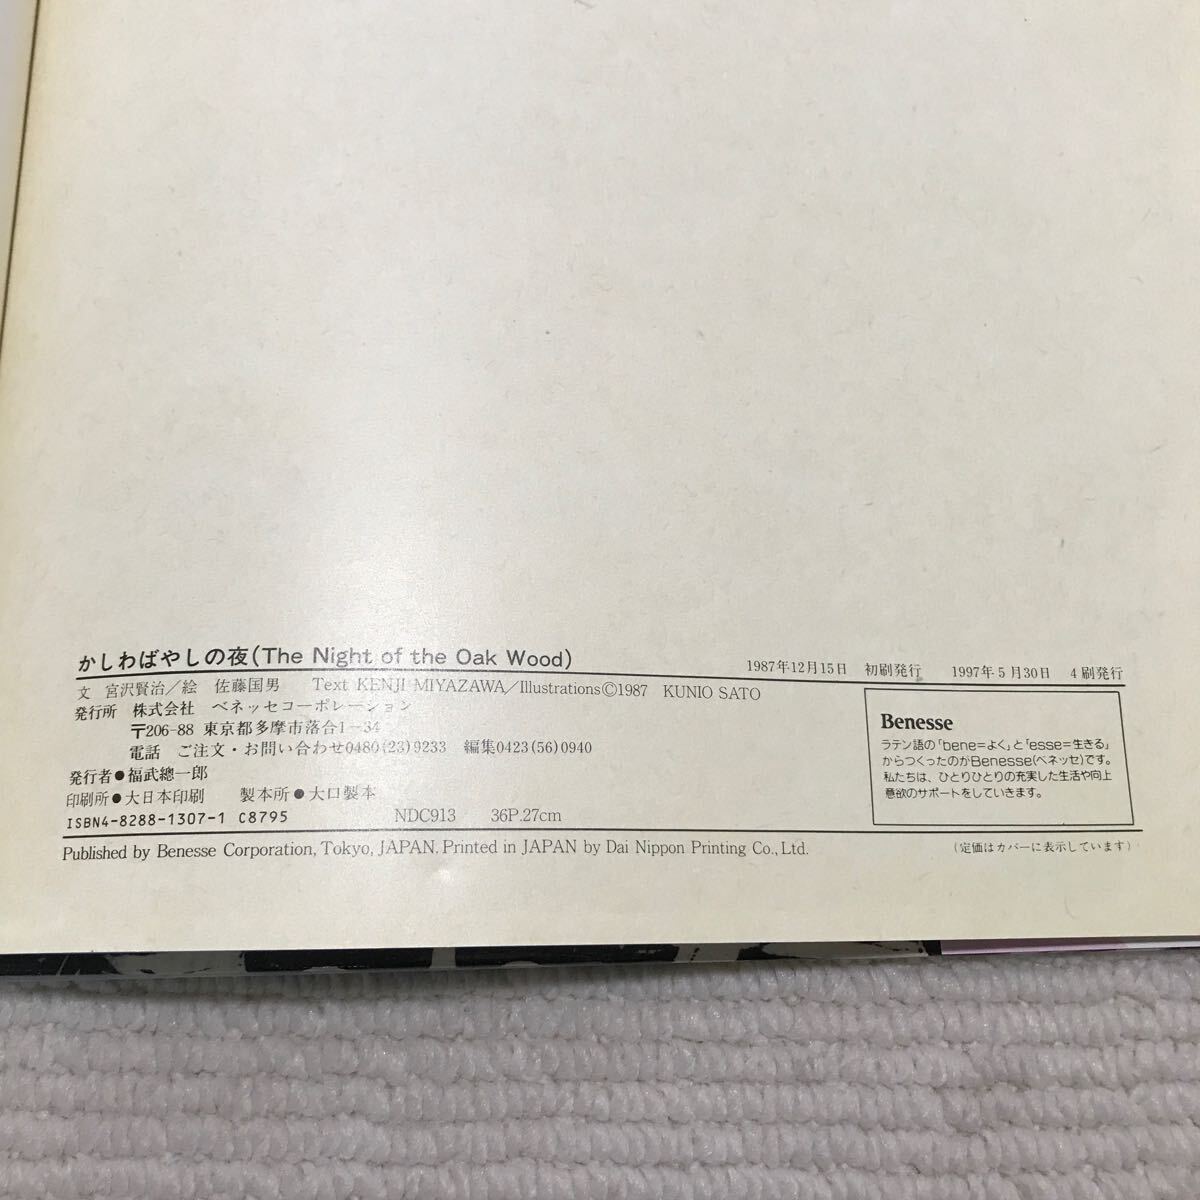 かしわばやしの夜(The Night of the Oak Wood)
1987年12月15日 初刷発行 1997年5月30日 4刷発行
文 宮沢賢治／絵 佐藤国男 Text KENJI MIYAZAWA／Illustrations©1987 KUNIO SATO
発行所 株式会社 ベネッセコーポレーション
〒206-88 東京都多摩市落合1-34
電話 ご注文・お問い合わせ0480(23)9233 編集0423(56)0940
発行者●福武總一郎
印刷所●大日本印刷 製本所●大口製本
ISBN4-8288-1307-1 C8795 NDC913 36P.27cm
Benesse
ラテン語の「bene=よく」と「esse=生きる」
からつくったのがBenesse(ベネッセ)です。
私たちは、ひとりひとりの充実した生活や向上
意欲のサポートをしていきます。
Published by Benesse Corporation, Tokyo, JAPAN. Printed in JAPAN by Dai Nippon Printing Co., Ltd.
(定価はカバーに表示しています)